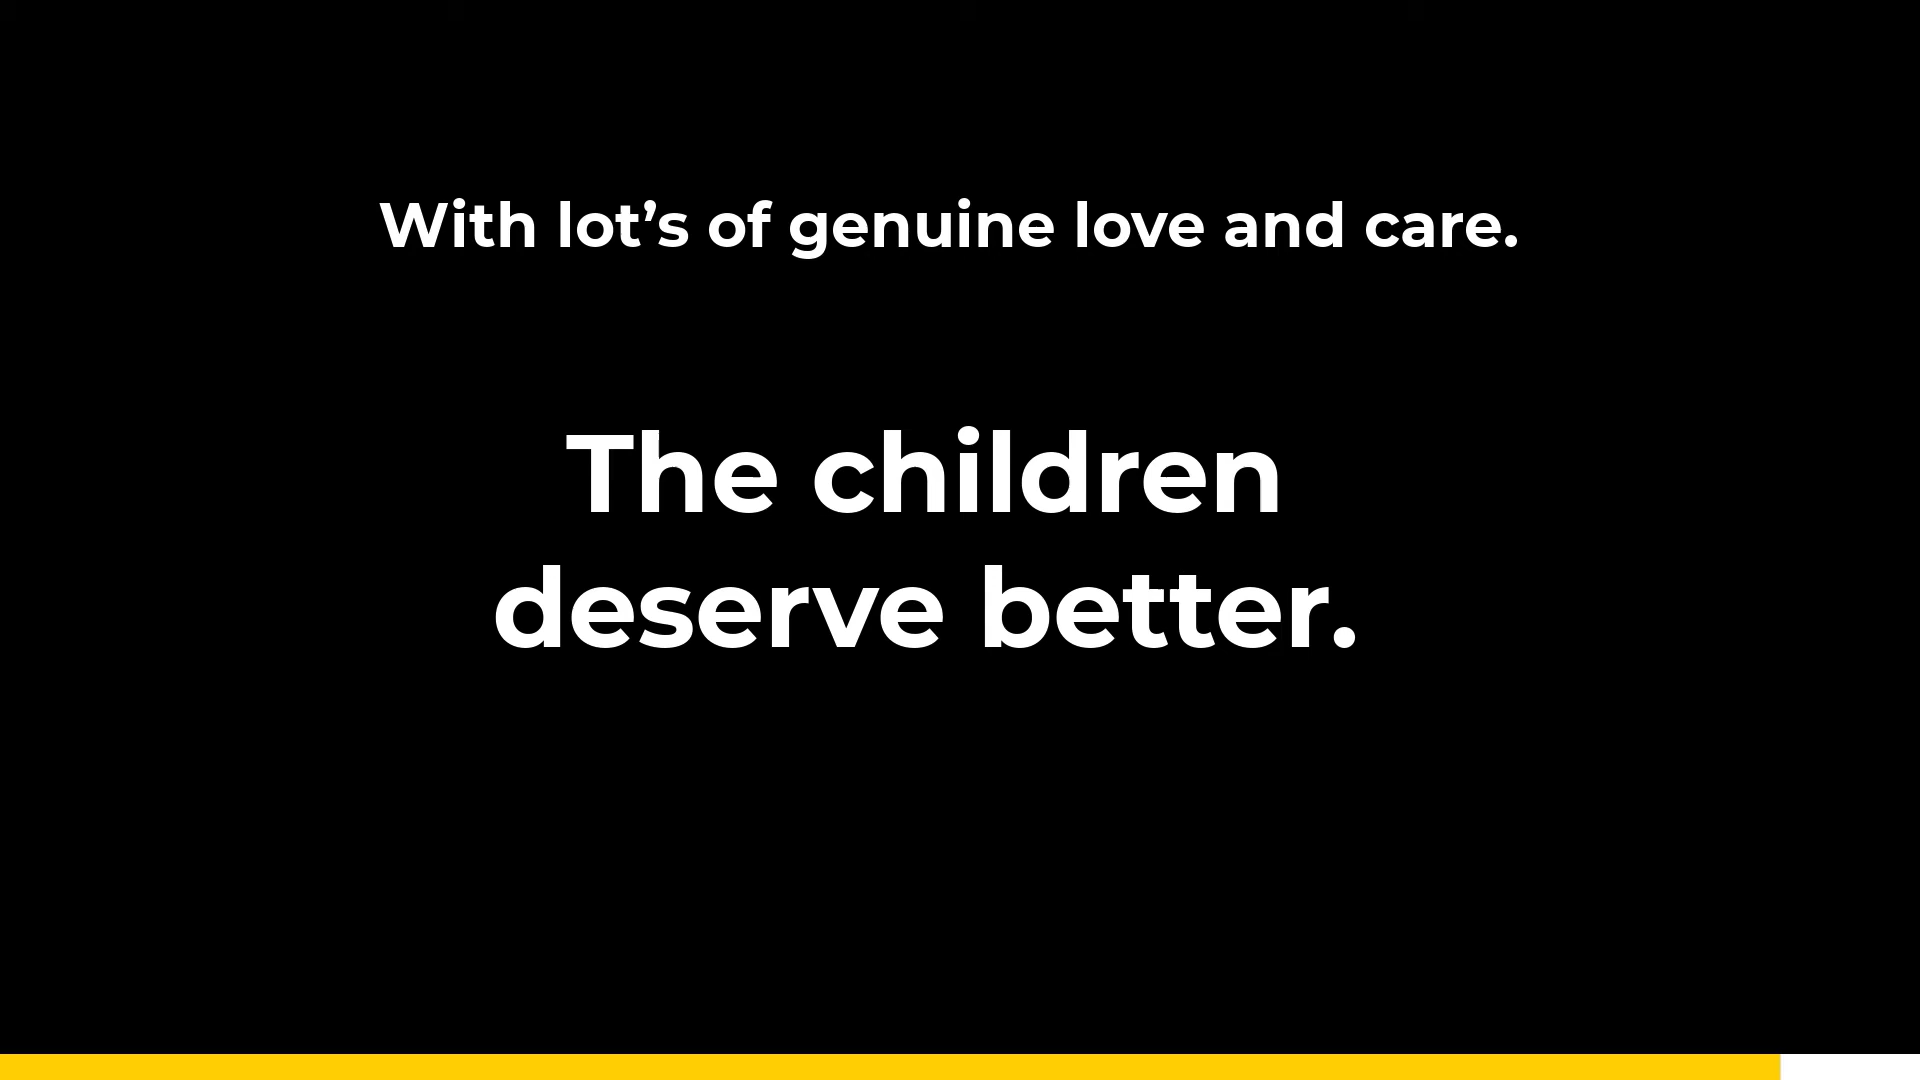 With lot’s of genuine love and care.
The children
deserve better.